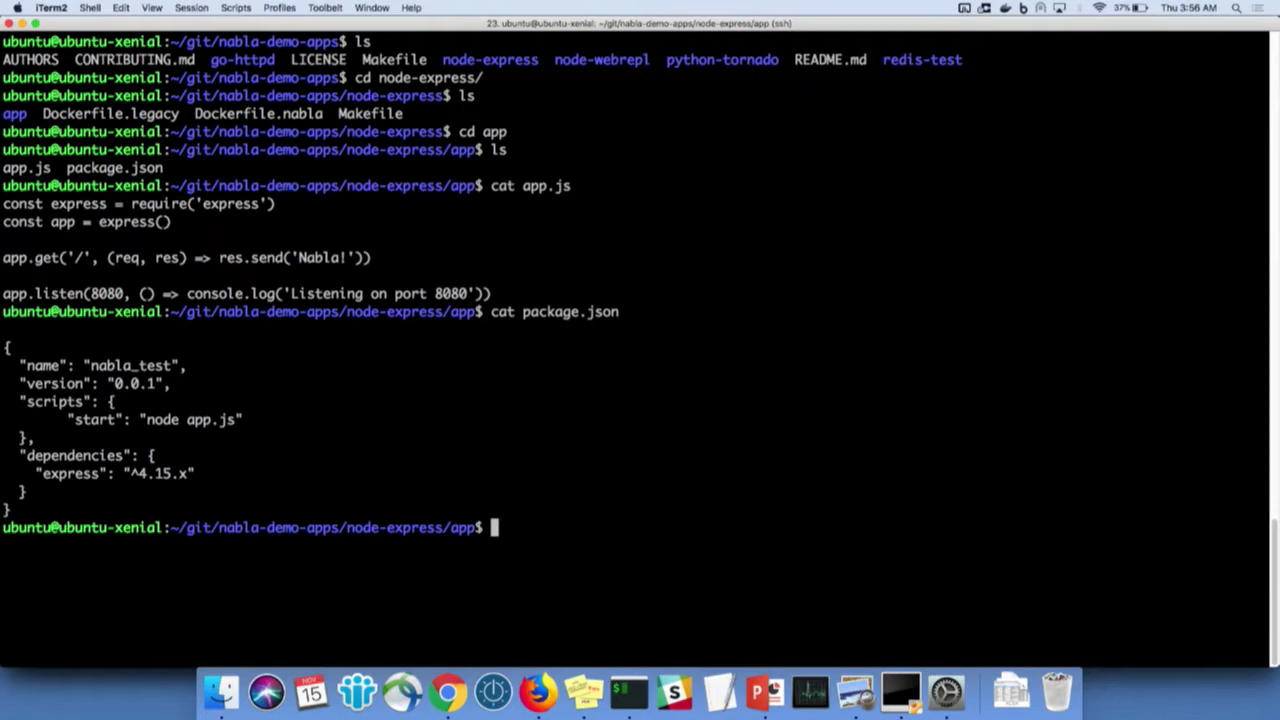 iTerm2 Shell Edit View Session Scripts Profiles Toolbelt Window Help 37% Thu 3:56 AM
23. ubuntu@ubuntu-xenial: ~/git/nabla-demo-apps/node-express/app (ssh)
ubuntu@ubuntu-xenial:~/git/nabla-demo-apps$ ls
AUTHORS CONTRIBUTING.md go-httpd LICENSE Makefile node-express node-webrepl python-tornado README.md redis-test
ubuntu@ubuntu-xenial:~/git/nabla-demo-apps$ cd node-express/
ubuntu@ubuntu-xenial:~/git/nabla-demo-apps/node-express$ ls
app Dockerfile.legacy Dockerfile.nabla Makefile
ubuntu@ubuntu-xenial:~/git/nabla-demo-apps/node-express$ cd app
ubuntu@ubuntu-xenial:~/git/nabla-demo-apps/node-express/app$ ls
app.js package.json
ubuntu@ubuntu-xenial:~/git/nabla-demo-apps/node-express/app$ cat app.js
const express = require('express')
const app = express()
app.get('/', (req, res) => res.send('Nabla!'))
app.listen(8080, () => console.log('Listening on port 8080'))
ubuntu@ubuntu-xenial:~/git/nabla-demo-apps/node-express/app$ cat package.json
{
"name": "nabla_test",
"version": "0.0.1",
"scripts": {
"start": "node app.js"
},
"dependencies": {
"express": "^4.15.x"
}
}
ubuntu@ubuntu-xenial:~/git/nabla-demo-apps/node-express/app$
NOV
15